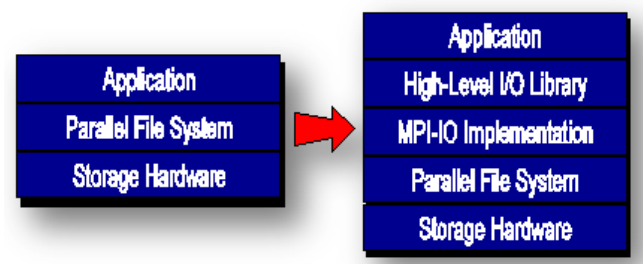 Application
Parallel File System
Storage Hardware
Application
High-Level I/O Library
MPI-IO Implementation
Parallel File System
Storage Hardware